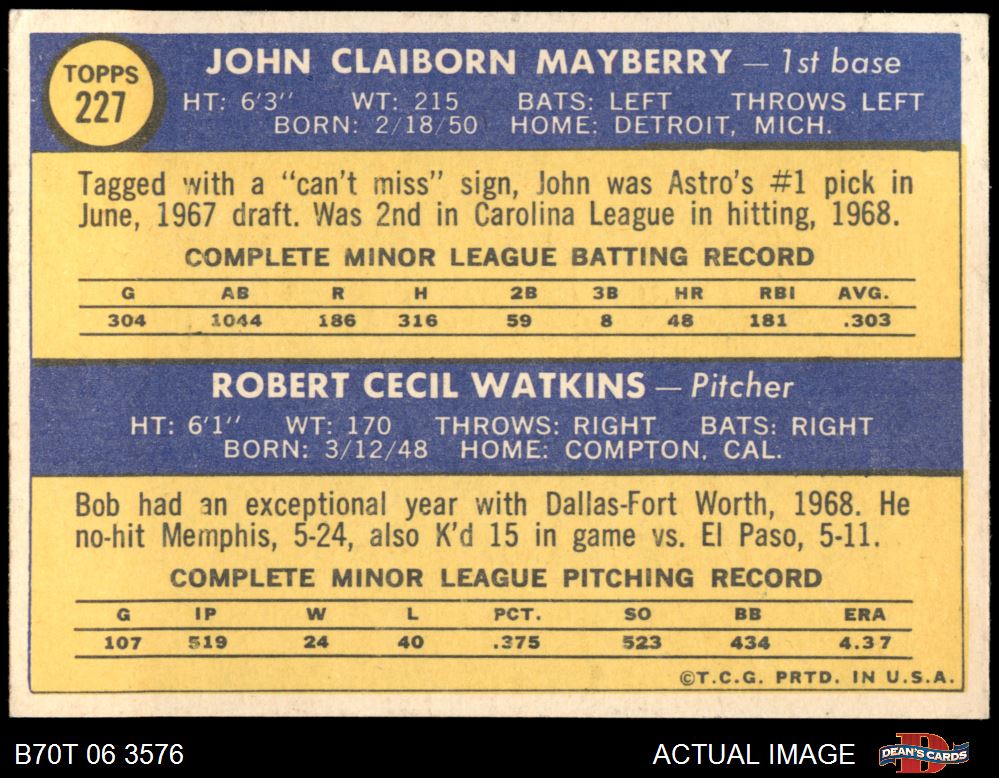 TOPPS
227
JOHN CLAIBORN MAYBERRY — 1st base
HT: 6'3'' WT: 215 BATS: LEFT THROWS LEFT
BORN: 2/18/50 HOME: DETROIT, MICH.
Tagged with a “can't miss” sign, John was Astro's #1 pick in
June, 1967 draft. Was 2nd in Carolina League in hitting, 1968.
COMPLETE MINOR LEAGUE BATTING RECORD
G AB R H 2B 3B HR RBI AVG.
304 1044 186 316 59 8 48 181 .303
ROBERT CECIL WATKINS — Pitcher
HT: 6'1'' WT: 170 THROWS: RIGHT BATS: RIGHT
BORN: 3/12/48 HOME: COMPTON, CAL.
Bob had an exceptional year with Dallas-Fort Worth, 1968. He
no-hit Memphis, 5-24, also K'd 15 in game vs. El Paso, 5-11.
COMPLETE MINOR LEAGUE PITCHING RECORD
G IP W L PCT. SO BB ERA
107 519 24 40 .375 523 434 4.37
©T.C.G. PRTD. IN U.S.A.
B70T 06 3576 ACTUAL IMAGE D DEAN'S CARDS